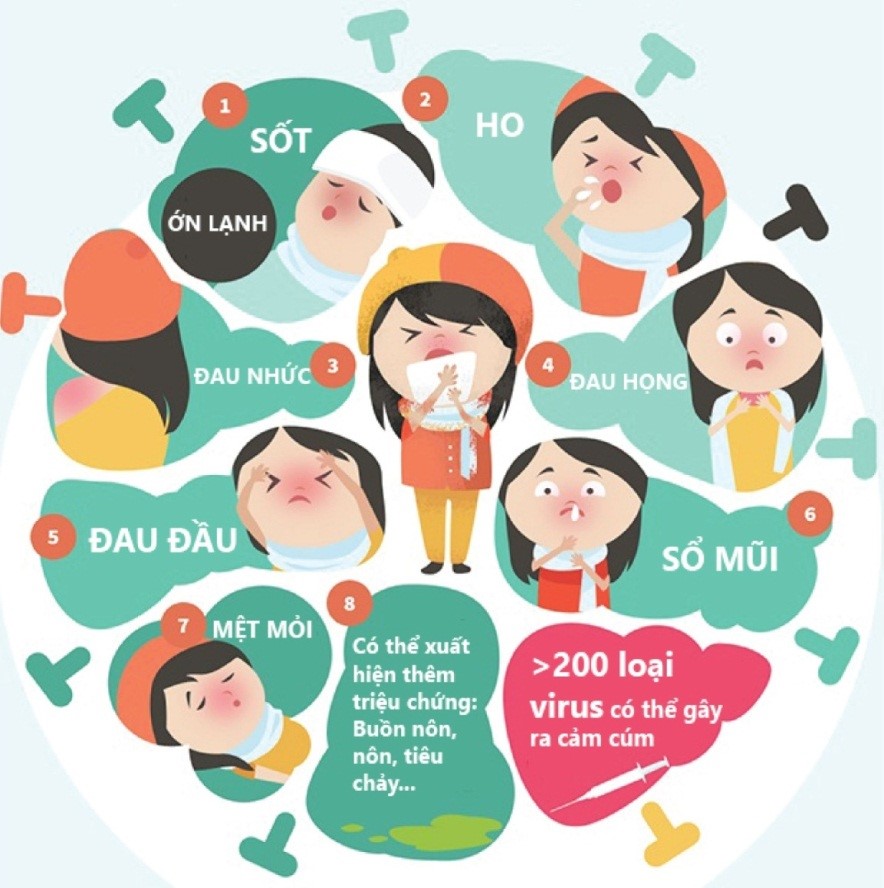 1
SỐT
ỚN LẠNH
2
HO
3
ĐAU NHỨC
4
ĐAU HỌNG
5
ĐAU ĐẦU
6
SỔ MŨI
7
MỆT MỎI
8
Có thể xuất
hiện thêm
triệu chứng:
Buồn nôn,
nôn, tiêu
chảy...
>200 loại
virus có thể gây
ra cảm cúm